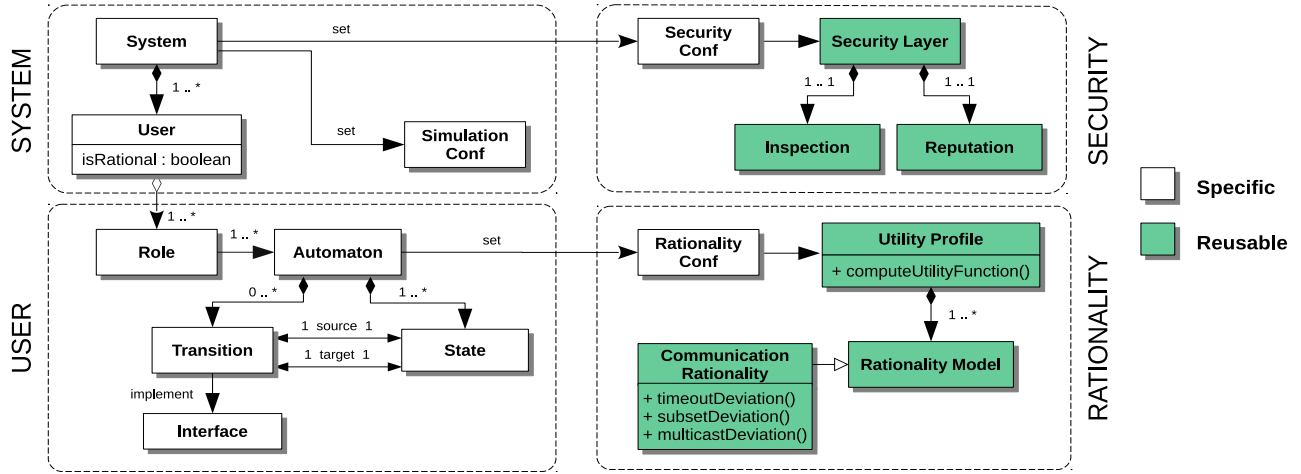 SYSTEM
System
set
1 .. *
User
isRational : boolean
set
Simulation
Conf
Security
Conf
Security Layer
1 .. 1
1 .. 1
Inspection
Reputation
SECURITY
Specific
Reusable
USER
1 .. *
Role
1 .. *
Automaton
set
0 .. *
1 .. *
Transition
1 source 1
1 target 1
State
implement
Interface
Rationality
Conf
Utility Profile
+ computeUtilityFunction()
1 .. *
Communication
Rationality
+ timeoutDeviation()
+ subsetDeviation()
+ multicastDeviation()
Rationality Model
RATIONALITY